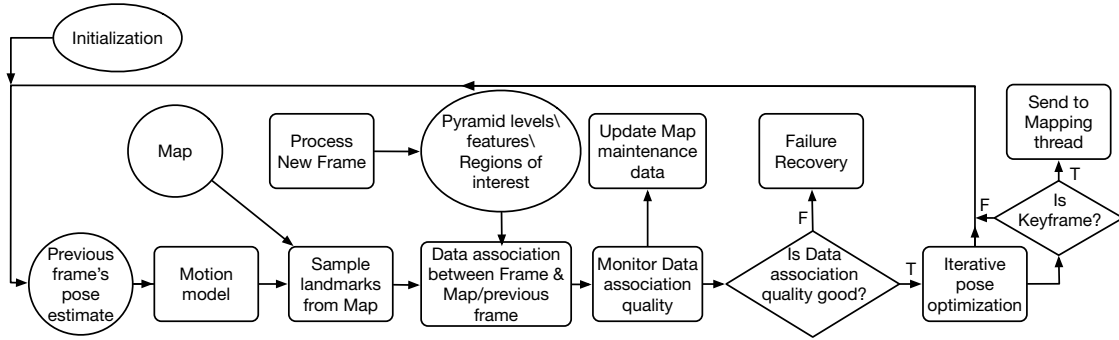 Initialization
Map
Process
New Frame
Pyramid levels\
features\
Regions of
interest
Update Map
maintenance
data
Failure
Recovery
Send to
Mapping
thread
T
F
Is
Keyframe?
F
Previous
frame's
pose
estimate
Motion
model
Sample
landmarks
from Map
Data association
between Frame &
Map/previous
frame
Monitor Data
association
quality
Is Data
association
quality good?
T
Iterative
pose
optimization